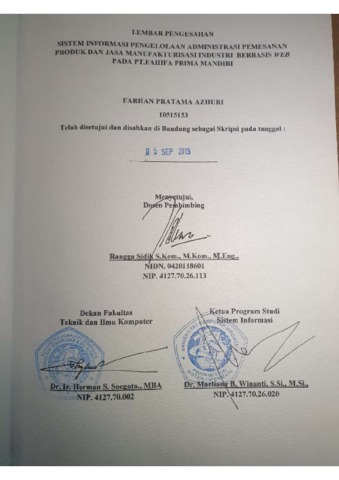 LEMBAR PENGESAHAN
SISTEM INFORMASI PENGELOLAAN ADMINISTRASI PEMESANAN
PRODUK DAN JASA MANUFAKTURISASI INDUSTRI BERBASIS WEB
PADA PT.FAHIFA PRIMA MANDIRI
FARHAN PRATAMA AZHURI
10515153
Telah disetujui dan disahkan di Bandung sebagai Skripsi pada tanggal :
05 SEP 2019
Menyetujui,
Dosen Pembimbing
Rangga Sidik S.Kom., M.Kom., M.Eng.,
NIDN. 0420118601
NIP. 4127.70.26.113
Dekan Fakultas
Teknik dan Ilmu Komputer
Dr. Ir. Herman S. Soegoto., MBA
NIP. 4127.70.002
Ketua Program Studi
Sistem Informasi
Dr. Marliana B. Winanti, S.Si., M.Si.,
NIP. 4127.70.26.020